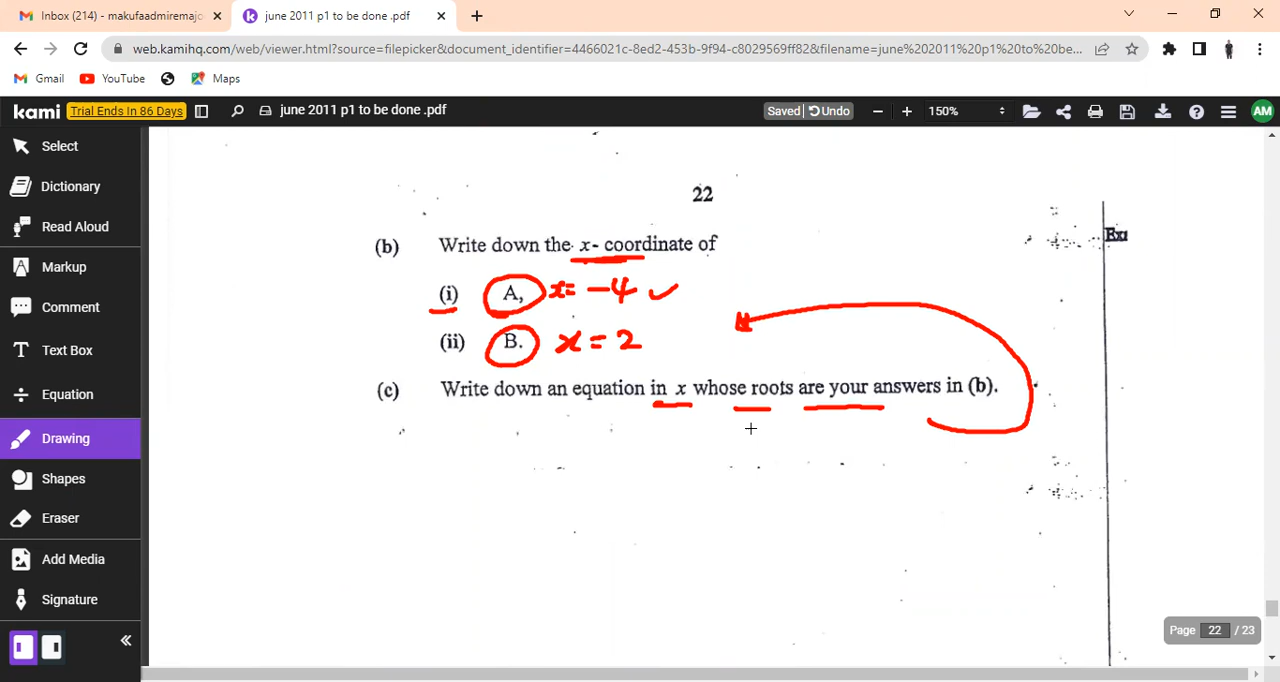 Inbox (214) - makufaadmiremajo
june 2011 p1 to be done .pdf
web.kamihq.com/web/viewer.html?source=filepicker&document_identifier=4466021c-8ed2-453b-9f94-c8029569ff82&filename=june%202011%20p1%20to%20be...
Gmail YouTube Maps
kami Trial Ends In 86 Days june 2011 p1 to be done .pdf Saved Undo 150% AM
Select
Dictionary
Read Aloud
Markup
Comment
Text Box
Equation
Drawing
Shapes
Eraser
Add Media
Signature
22
Exa
(b) Write down the x- coordinate of
(i) A, x= -4 ✓
(ii) B. x = 2
(c) Write down an equation in x whose roots are your answers in (b).
Page 22 / 23